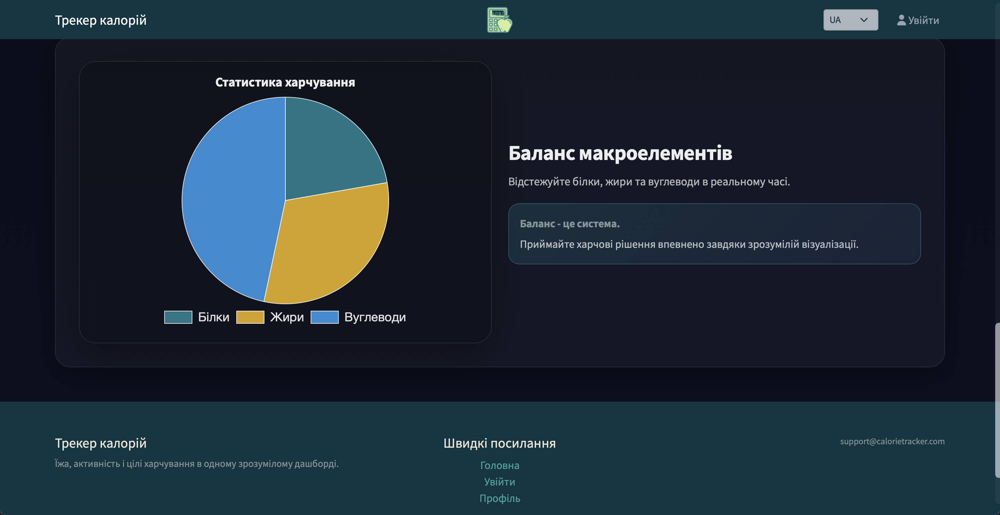 Трекер калорій
kcal
UA
Увійти
Статистика харчування
Білки
Жири
Вуглеводи
Баланс макроелементів
Відстежуйте білки, жири та вуглеводи в реальному часі.
Баланс - це система.
Приймайте харчові рішення впевнено завдяки зрозумілій візуалізації.
Трекер калорій
Їжа, активність і цілі харчування в одному зрозумілому дашборді.
Швидкі посилання
Головна
Увійти
Профіль
support@calorietracker.com